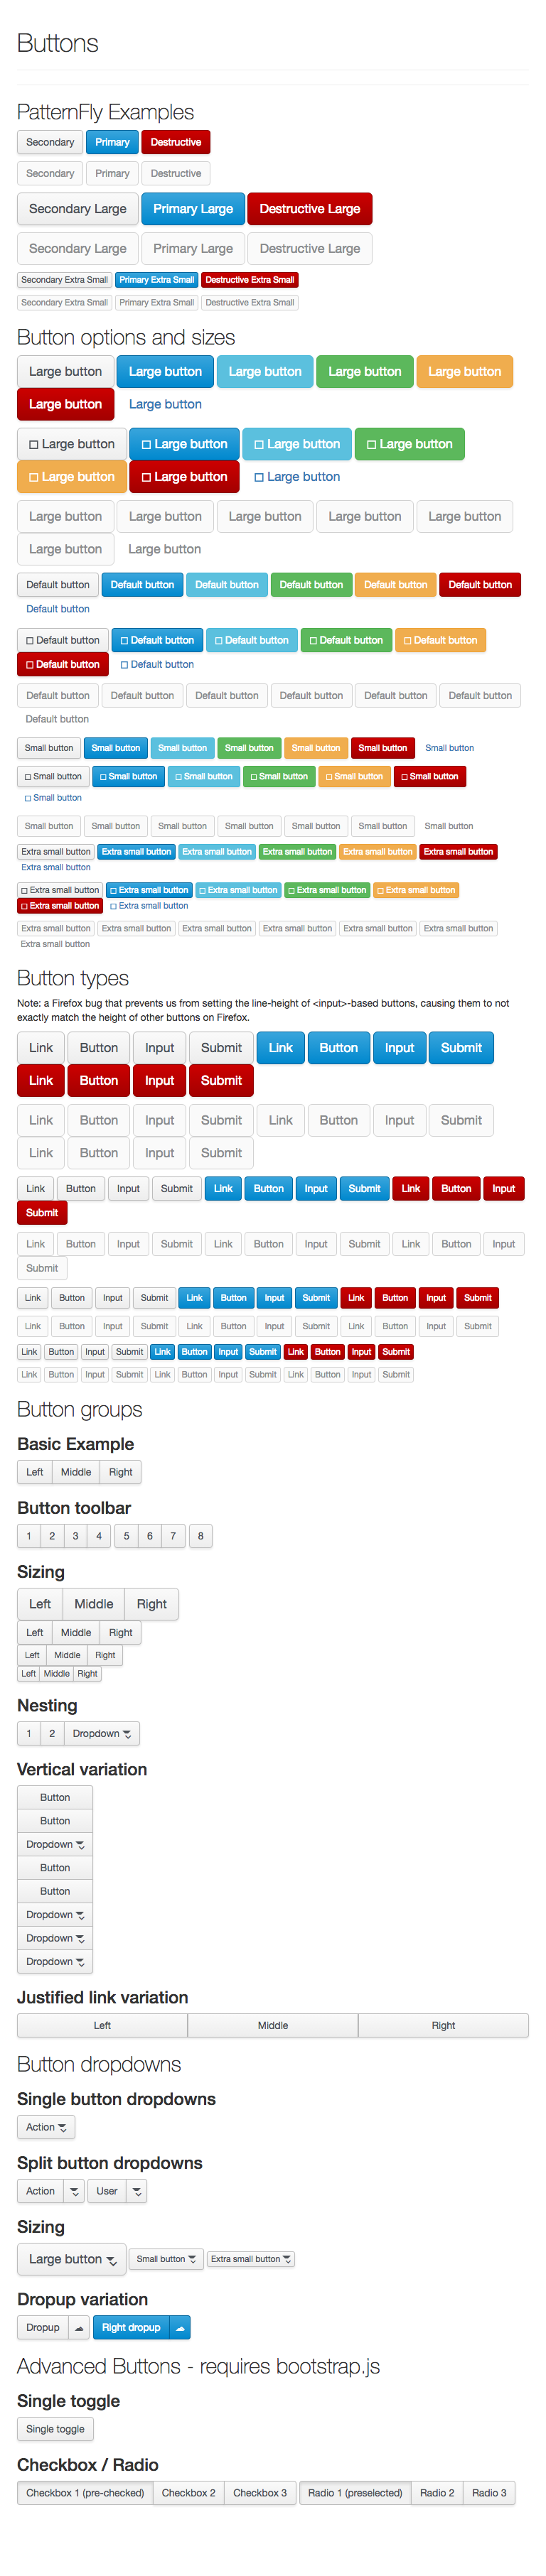 Buttons
PatternFly Examples
Secondary Primary Destructive
Secondary Primary Destructive
Secondary Large Primary Large Destructive Large
Secondary Large Primary Large Destructive Large
Secondary Extra Small Primary Extra Small Destructive Extra Small
Secondary Extra Small Primary Extra Small Destructive Extra Small
Button options and sizes
Large button Large button Large button Large button Large button
Large button Large button
Large button Large button Large button Large button
Large button Large button Large button
Large button Large button Large button Large button Large button
Large button Large button
Default button Default button Default button Default button Default button Default button
Default button
Default button Default button Default button Default button Default button
Default button Default button
Default button Default button Default button Default button Default button Default button
Default button
Small button Small button Small button Small button Small button Small button Small button
Small button Small button Small button Small button Small button Small button
Small button
Small button Small button Small button Small button Small button Small button Small button
Extra small button Extra small button Extra small button Extra small button Extra small button Extra small button
Extra small button
Extra small button Extra small button Extra small button Extra small button Extra small button
Extra small button Extra small button
Extra small button Extra small button Extra small button Extra small button Extra small button Extra small button
Extra small button
Button types
Note: a Firefox bug that prevents us from setting the line-height of <input>-based buttons, causing them to not
exactly match the height of other buttons on Firefox.
Link Button Input Submit Link Button Input Submit
Link Button Input Submit
Link Button Input Submit Link Button Input Submit
Link Button Input Submit
Link Button Input Submit Link Button Input Submit Link Button Input
Submit
Link Button Input Submit Link Button Input Submit Link Button Input
Submit
Link Button Input Submit Link Button Input Submit Link Button Input Submit
Link Button Input Submit Link Button Input Submit Link Button Input Submit
Link Button Input Submit Link Button Input Submit Link Button Input Submit
Link Button Input Submit Link Button Input Submit Link Button Input Submit
Button groups
Basic Example
Left Middle Right
Button toolbar
1 2 3 4 5 6 7 8
Sizing
Left Middle Right
Left Middle Right
Left Middle Right
Left Middle Right
Nesting
1 2 Dropdown
Vertical variation
Button
Button
Dropdown
Button
Button
Dropdown
Dropdown
Dropdown
Justified link variation
Left Middle Right
Button dropdowns
Single button dropdowns
Action
Split button dropdowns
Action User
Sizing
Large button Small button Extra small button
Dropup variation
Dropup Right dropup
Advanced Buttons - requires bootstrap.js
Single toggle
Single toggle
Checkbox / Radio
Checkbox 1 (pre-checked) Checkbox 2 Checkbox 3 Radio 1 (preselected) Radio 2 Radio 3